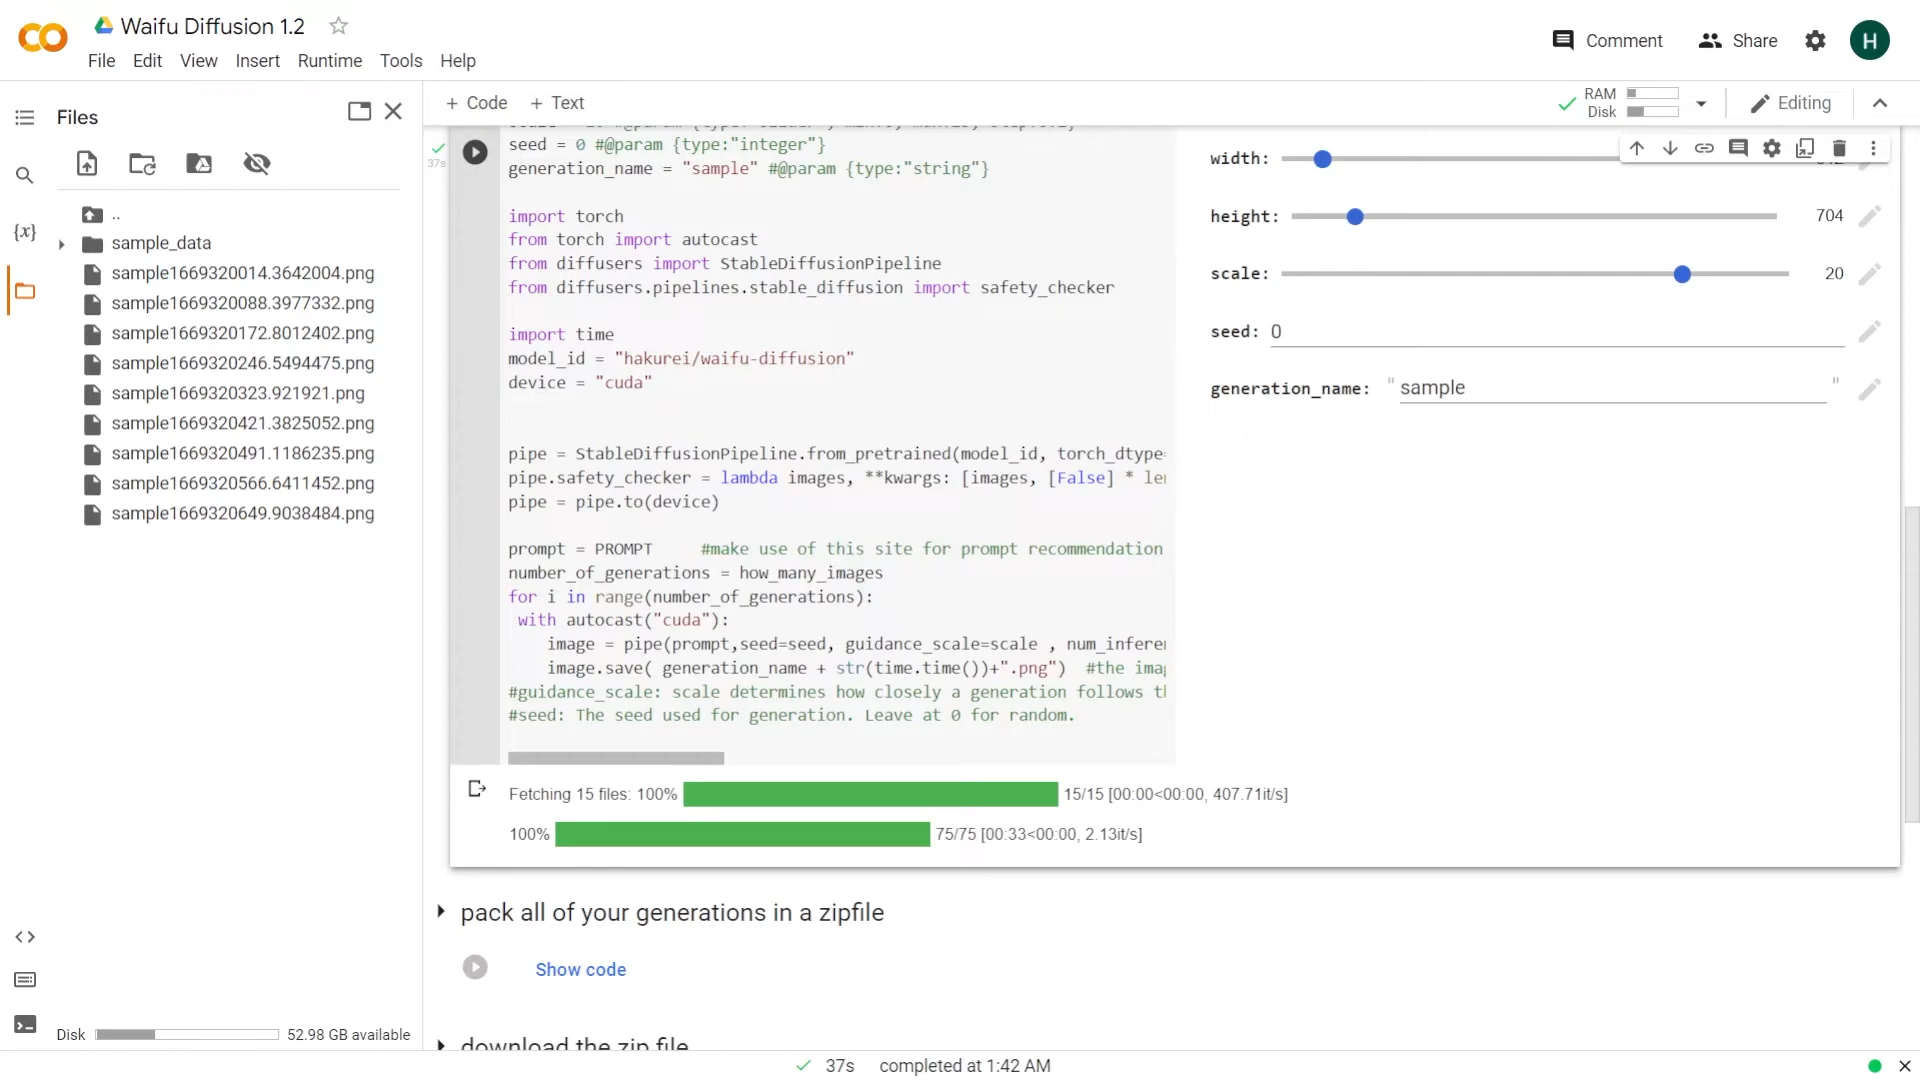 Waifu Diffusion 1.2
File Edit View Insert Runtime Tools Help
Comment
Share
H
Files
+ Code + Text
RAM
Disk
Editing
..
sample_data
sample1669320014.3642004.png
sample1669320088.3977332.png
sample1669320172.8012402.png
sample1669320246.5494475.png
sample1669320323.921921.png
sample1669320421.3825052.png
sample1669320491.1186235.png
sample1669320566.6411452.png
sample1669320649.9038484.png
{x}
Disk 52.98 GB available
37s
seed = 0 #@param {type:"integer"}
generation_name = "sample" #@param {type:"string"}
import torch
from torch import autocast
from diffusers import StableDiffusionPipeline
from diffusers.pipelines.stable_diffusion import safety_checker
import time
model_id = "hakurei/waifu-diffusion"
device = "cuda"
pipe = StableDiffusionPipeline.from_pretrained(model_id, torch_dtype=
pipe.safety_checker = lambda images, **kwargs: [images, [False] * len
pipe = pipe.to(device)
prompt = PROMPT #make use of this site for prompt recommendation
number_of_generations = how_many_images
for i in range(number_of_generations):
with autocast("cuda"):
image = pipe(prompt,seed=seed, guidance_scale=scale , num_inferen
image.save( generation_name + str(time.time())+".png") #the imag
#guidance_scale: scale determines how closely a generation follows th
#seed: The seed used for generation. Leave at 0 for random.
width:
height: 704
scale: 20
seed: 0
generation_name: " sample "
Fetching 15 files: 100% 15/15 [00:00<00:00, 407.71it/s]
100% 75/75 [00:33<00:00, 2.13it/s]
pack all of your generations in a zipfile
Show code
download the zip file
37s completed at 1:42 AM